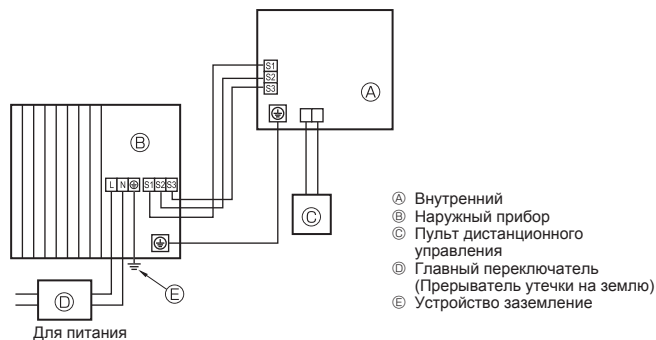 S1
S2
S3
Ⓐ
Ⓑ
L N S1 S2 S3
Ⓒ
Ⓓ
Ⓔ
Для питания
Ⓐ Внутренний
Ⓑ Наружный прибор
Ⓒ Пульт дистанционного
управления
Ⓓ Главный переключатель
(Прерыватель утечки на землю)
Ⓔ Устройство заземление